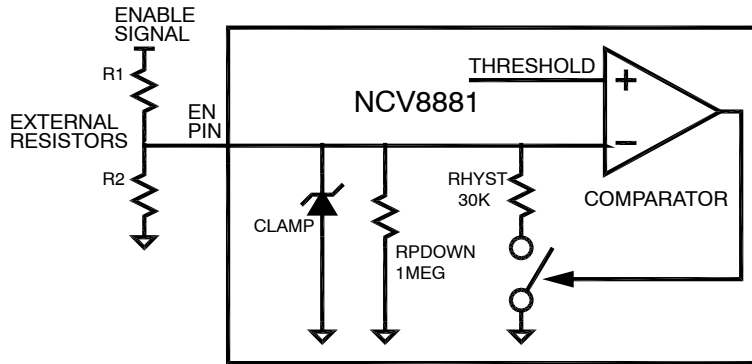 ENABLE
SIGNAL
R1
EXTERNAL
RESISTORS
R2
EN
PIN
NCV8881
THRESHOLD
+
−
COMPARATOR
CLAMP
RPDOWN
1MEG
RHYST
30K